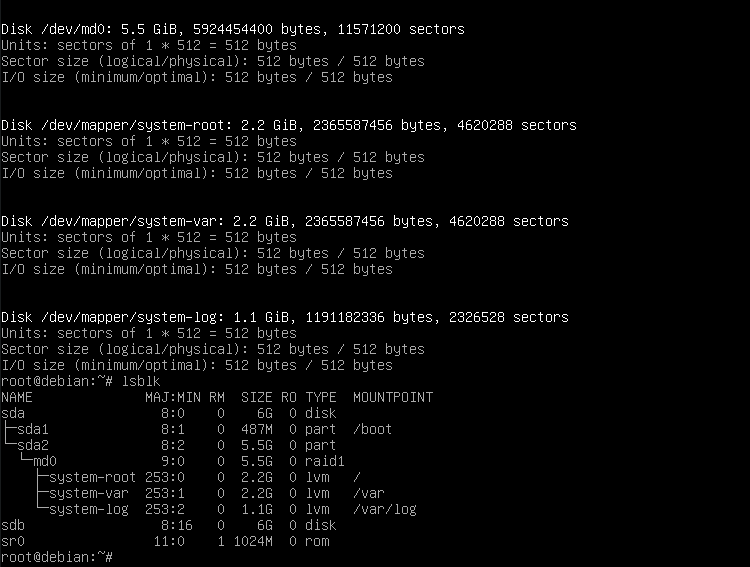 Disk /dev/md0: 5.5 GiB, 5924454400 bytes, 11571200 sectors
Units: sectors of 1 * 512 = 512 bytes
Sector size (logical/physical): 512 bytes / 512 bytes
I/O size (minimum/optimal): 512 bytes / 512 bytes
Disk /dev/mapper/system-root: 2.2 GiB, 2365587456 bytes, 4620288 sectors
Units: sectors of 1 * 512 = 512 bytes
Sector size (logical/physical): 512 bytes / 512 bytes
I/O size (minimum/optimal): 512 bytes / 512 bytes
Disk /dev/mapper/system-var: 2.2 GiB, 2365587456 bytes, 4620288 sectors
Units: sectors of 1 * 512 = 512 bytes
Sector size (logical/physical): 512 bytes / 512 bytes
I/O size (minimum/optimal): 512 bytes / 512 bytes
Disk /dev/mapper/system-log: 1.1 GiB, 1191182336 bytes, 2326528 sectors
Units: sectors of 1 * 512 = 512 bytes
Sector size (logical/physical): 512 bytes / 512 bytes
I/O size (minimum/optimal): 512 bytes / 512 bytes
root@debian:~# lsblk
NAME              MAJ:MIN RM  SIZE RO TYPE  MOUNTPOINT
sda                 8:0    0    6G  0 disk
├─sda1              8:1    0  487M  0 part  /boot
└─sda2              8:2    0  5.5G  0 part
  └─md0             9:0    0  5.5G  0 raid1
    ├─system-root 253:0    0  2.2G  0 lvm   /
    ├─system-var  253:1    0  2.2G  0 lvm   /var
    └─system-log  253:2    0  1.1G  0 lvm   /var/log
sdb                 8:16   0    6G  0 disk
sr0                11:0    1 1024M  0 rom
root@debian:~#